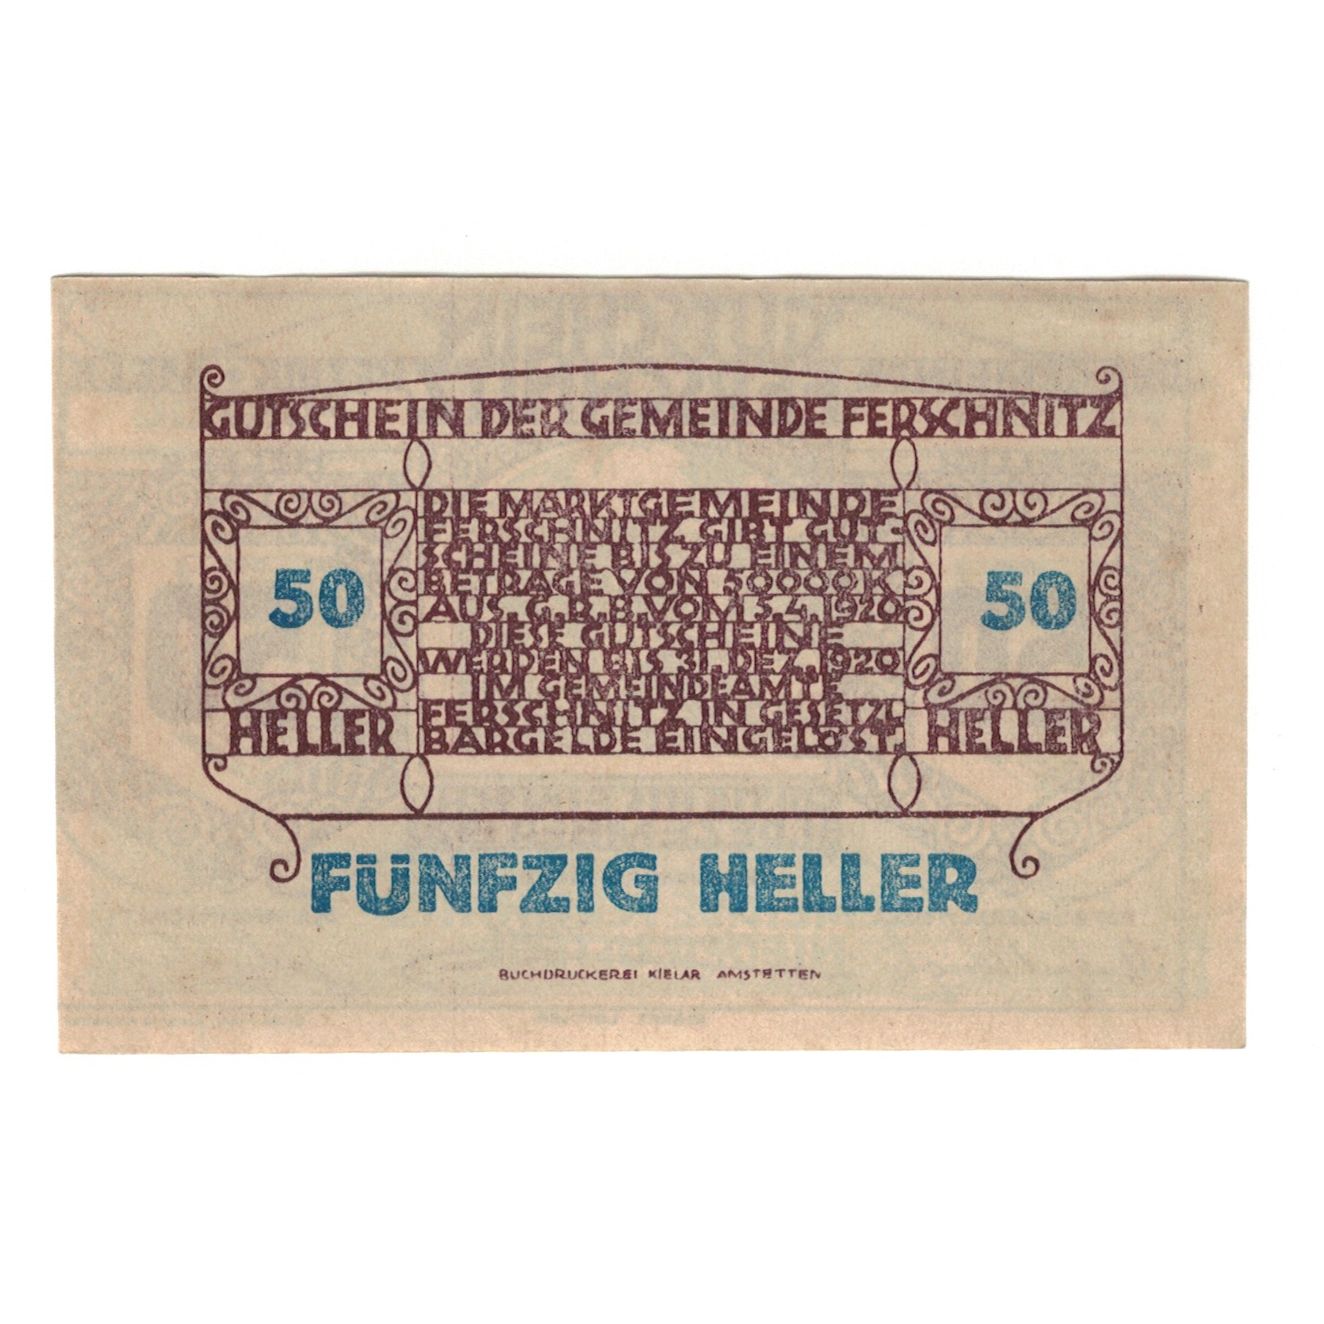 GUTSCHEIN DER GEMEINDE FERSCHNITZ
DIE MARKTGEMEINDE
FERSCHNITZ GIBT GUT-
SCHEINE BIS ZU EINEM
BETRAGE VON 50000K
AUS. G.R.B. VOM 3.4.1920
DIESE GUTSCHEINE
WERDEN BIS 31. DEZ. 1920
IM GEMEINDEAMTE
FERSCHNITZ IN GESETZL
BARGELDE EINGELÖST.
50
HELLER
50
HELLER
FÜNFZIG HELLER
BUCHDRUCKEREI KIELAR AMSTETTEN